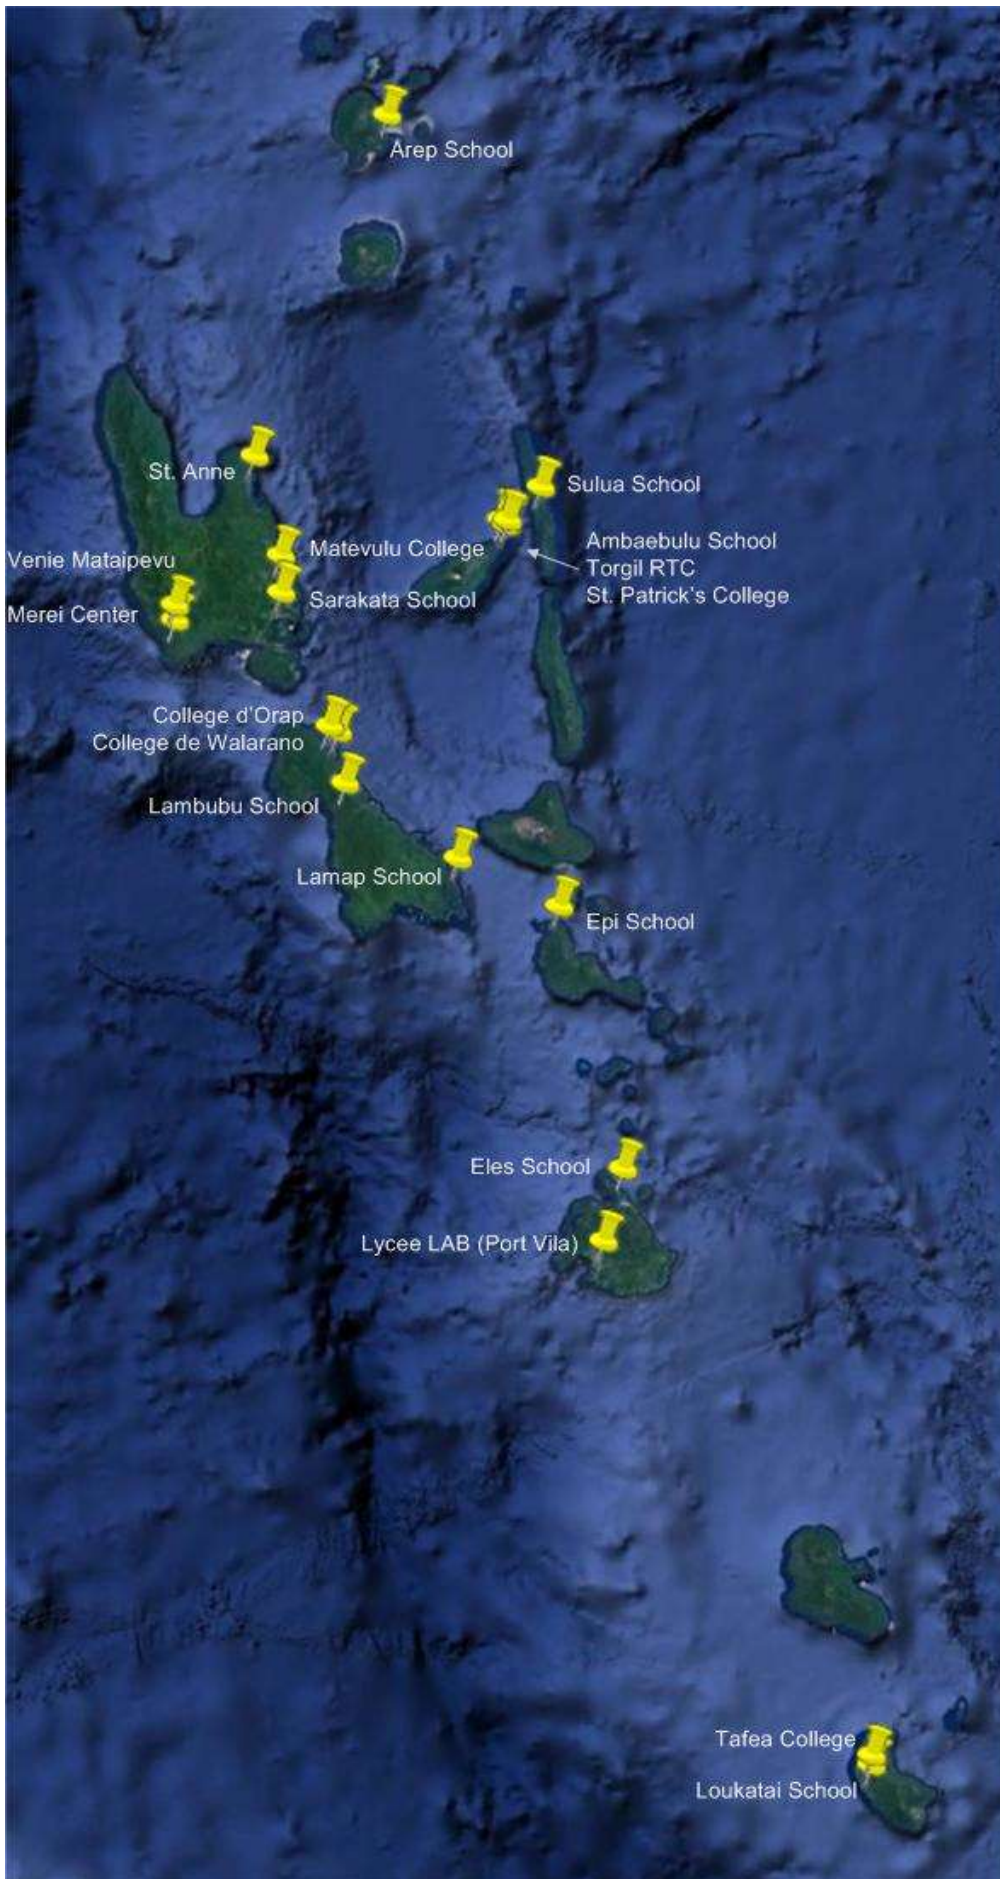 Arep School
St. Anne
Sulua School
Matevulu College
Ambaebulu School
Torgil RTC
St. Patrick's College
Venie Mataipevu
Sarakata School
Merei Center
College d'Orap
College de Walarano
Lambubu School
Lamap School
Epi School
Eles School
Lycee LAB (Port Vila)
Tafea College
Loukatai School